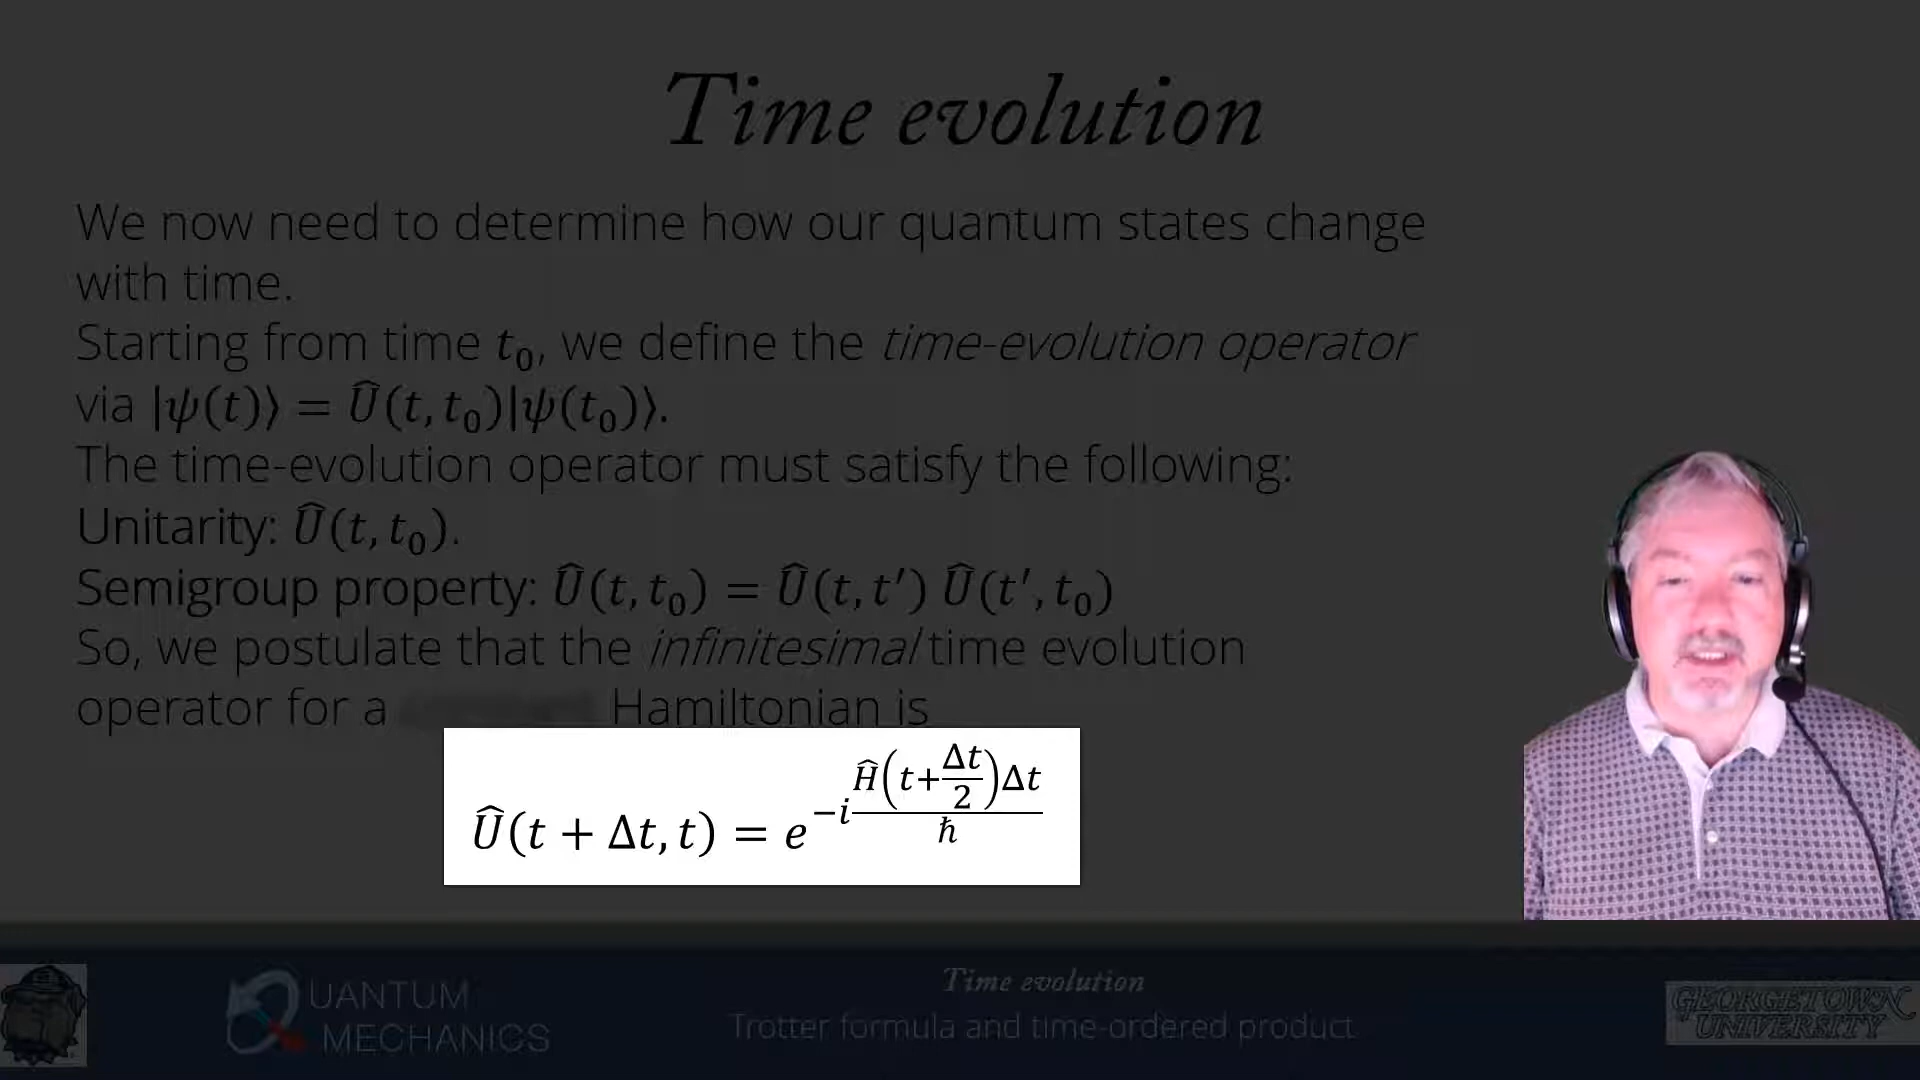 Time evolution
We now need to determine how our quantum states change
with time.
Starting from time t₀, we define the time-evolution operator
via |ψ(t)⟩ = Û(t, t₀)|ψ(t₀)⟩.
The time-evolution operator must satisfy the following:
Unitarity: Û(t, t₀).
Semigroup property: Û(t, t₀) = Û(t, t′) Û(t′, t₀)
So, we postulate that the infinitesimal time evolution
operator for a Hamiltonian is
Û(t + Δt, t) = e^{-i Ĥ(t+Δt/2)Δt / ħ}
QUANTUM
MECHANICS
Time evolution
Trotter formula and time-ordered product
GEORGETOWN
UNIVERSITY